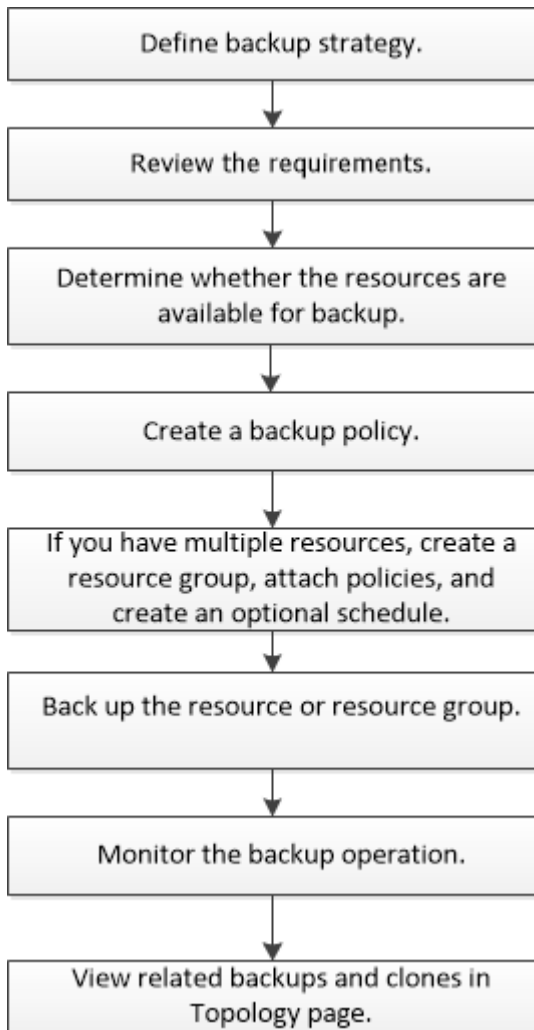 Define backup strategy.
Review the requirements.
Determine whether the resources are
available for backup.
Create a backup policy.
If you have multiple resources, create a
resource group, attach policies, and
create an optional schedule.
Back up the resource or resource group.
Monitor the backup operation.
View related backups and clones in
Topology page.